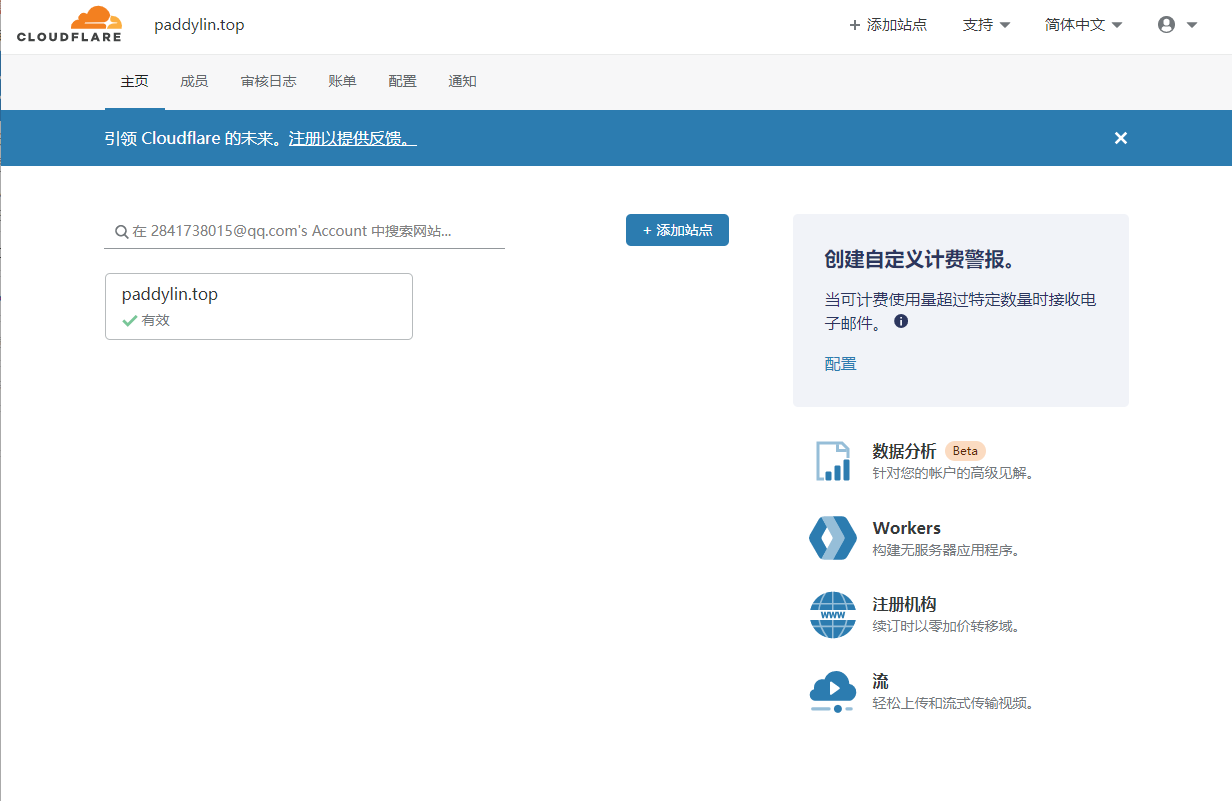 CLOUDFLARE
paddylin.top
+ 添加站点
支持
简体中文
主页 成员 审核日志 账单 配置 通知
引领 Cloudflare 的未来。注册以提供反馈。
在 2841738015@qq.com's Account 中搜索网站...
+ 添加站点
paddylin.top
有效
创建自定义计费警报。
当可计费使用量超过特定数量时接收电
子邮件。
配置
数据分析 Beta
针对您的帐户的高级见解。
Workers
构建无服务器应用程序。
WWW
注册机构
续订时以零加价转移域。
流
轻松上传和流式传输视频。